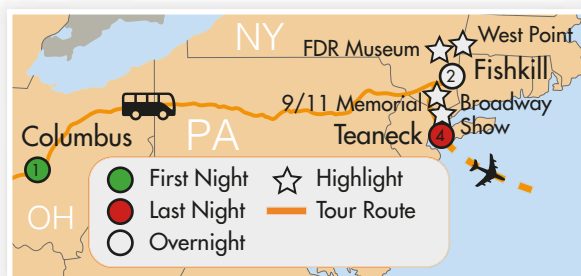 NY
FDR Museum
West Point
2
Fishkill
9/11 Memorial
Broadway
Show
Columbus
PA
Teaneck
4
1
OH
First Night
Highlight
Last Night
Tour Route
Overnight